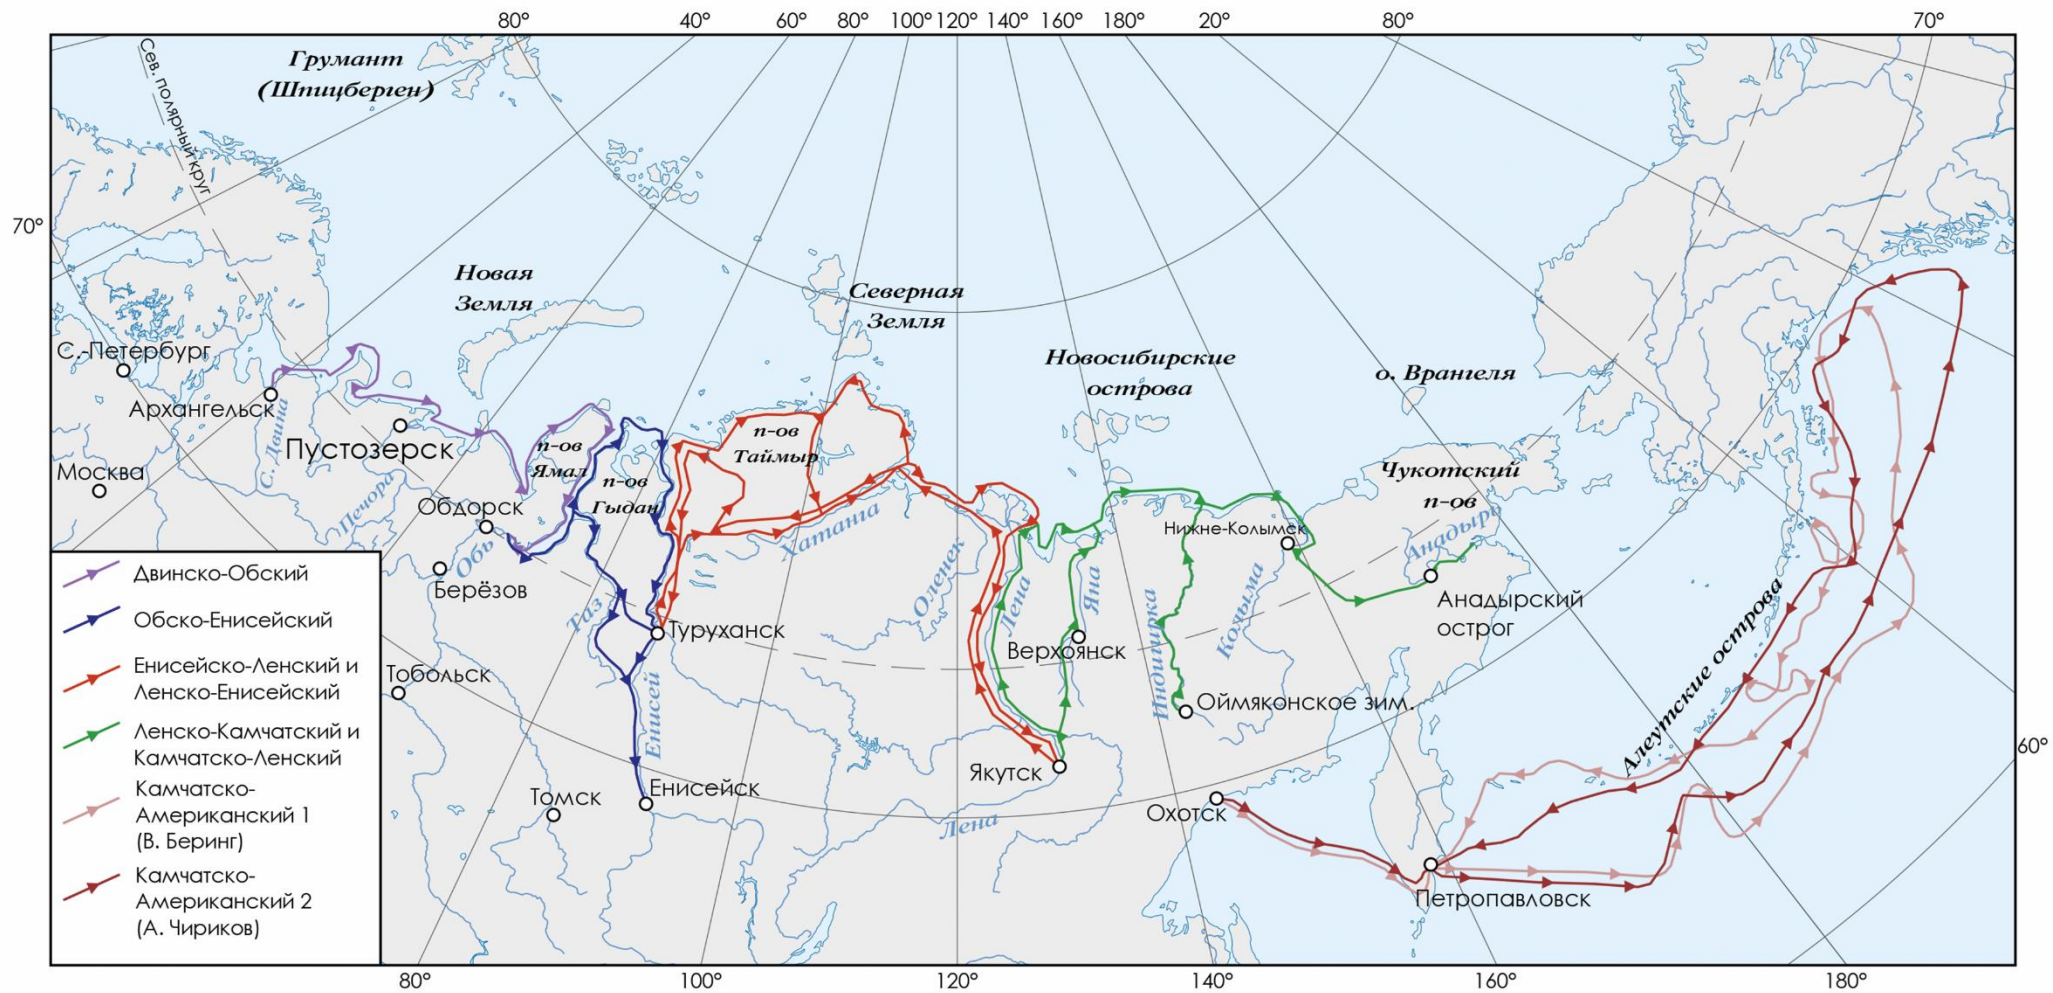 80° 40° 60° 80° 100° 120° 140° 160° 180° 20° 80° 70°
Сев. полярный круг
Грумант
(Шпицберген)
70°
Новая
Земля
Северная
Земля
Новосибирские
острова
о. Врангеля
С.-Петербург
Архангельск
С. Двина
Пустозерск
Москва
Печора
Обдорск
Обь
Берёзов
п-ов
Ямал
п-ов
Гыдан
п-ов
Таймыр
Хатанга
Оленек
Лена
Яна
Верхоянск
Индигирка
Нижне-Колымск
Колыма
Чукотский
п-ов
Анадырь
Анадырский
острог
Таз
Туруханск
Тобольск
Енисей
Оймяконское зим.
Алеутские острова
60°
Якутск
Енисейск
Томск
Лена
Охотск
Петропавловск
Двинско-Обский
Обско-Енисейский
Енисейско-Ленский и
Ленско-Енисейский
Ленско-Камчатский и
Камчатско-Ленский
Камчатско-
Американский 1
(В. Беринг)
Камчатско-
Американский 2
(А. Чириков)
80° 100° 120° 140° 160° 180°